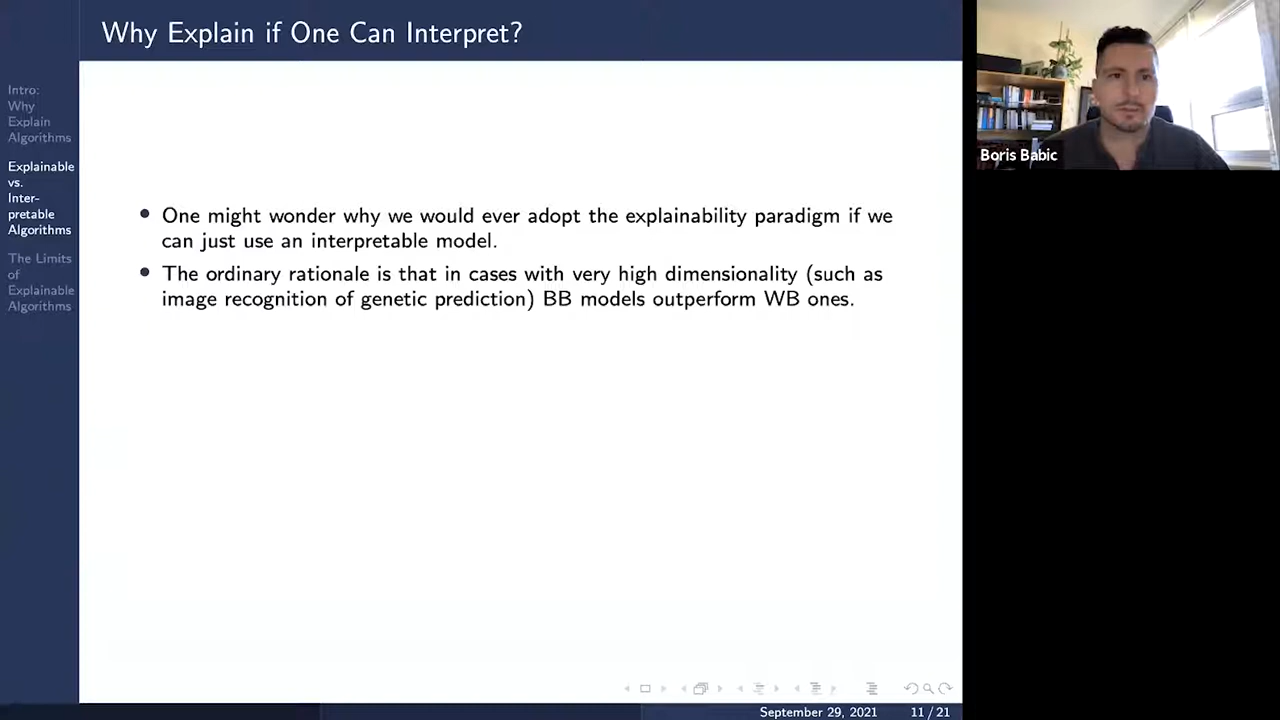 Why Explain if One Can Interpret?
Intro:
Why
Explain
Algorithms
Explainable
vs.
Inter-
pretable
Algorithms
The Limits
of
Explainable
Algorithms
• One might wonder why we would ever adopt the explainability paradigm if we
can just use an interpretable model.
• The ordinary rationale is that in cases with very high dimensionality (such as
image recognition of genetic prediction) BB models outperform WB ones.
Boris Babic
September 29, 2021 11 / 21